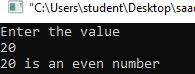 "C:\Users\student\Desktop\saa
Enter the value
20
20 is an even number